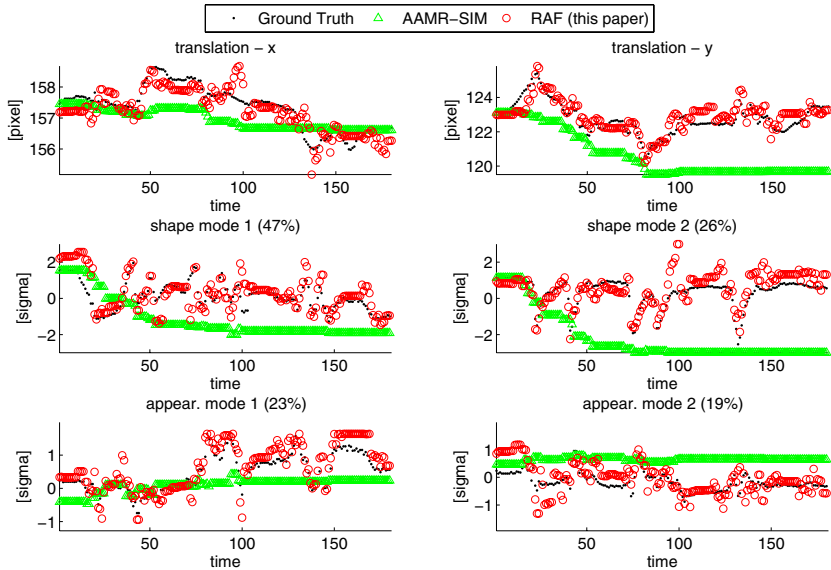 Ground Truth AAMR-SIM RAF (this paper)
translation − x
translation − y
[pixel]
158
157
156
50 100 150
time
[pixel]
124
122
120
50 100 150
time
shape mode 1 (47%)
shape mode 2 (26%)
[sigma]
2
0
−2
50 100 150
time
[sigma]
2
0
−2
50 100 150
time
appear. mode 1 (23%)
appear. mode 2 (19%)
[sigma]
1
0
−1
50 100 150
time
[sigma]
1
0
−1
50 100 150
time